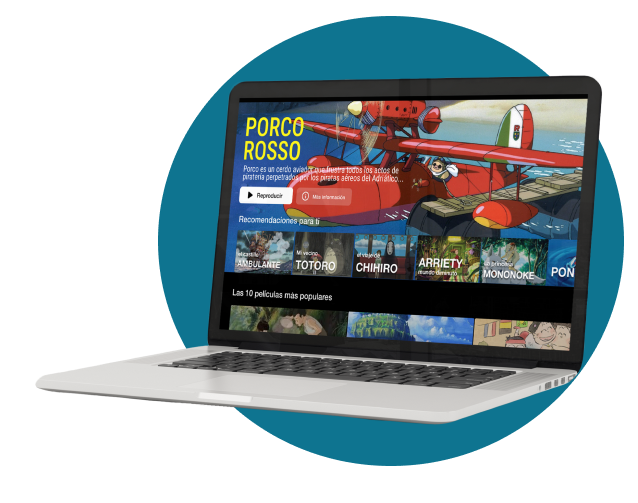 PORCO
ROSSO
Porco es un cerdo aviador que frustra todos los actos de
piratería perpetrados por los piratas aéreos del Adriático...
Reproducir
Más información
Recomendaciones para ti
el castillo
AMBULANTE
Mi vecino
TOTORO
el viaje de
CHIHIRO
ARRIETY
mundo diminuto
la princesa
MONONOKE
PON
Las 10 películas más populares